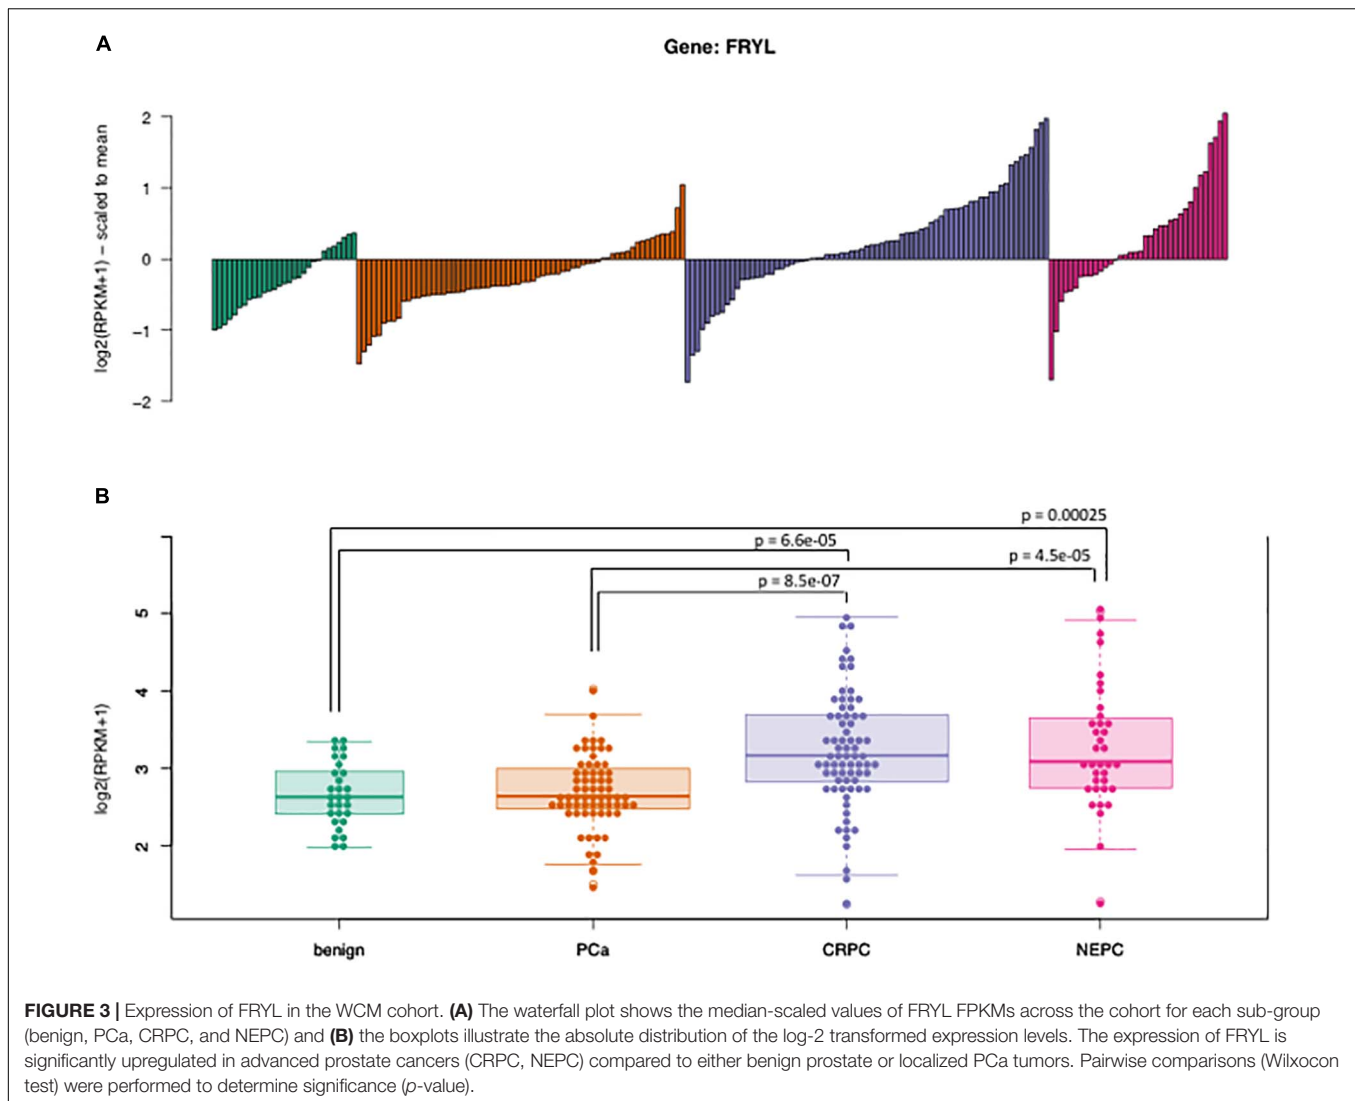 A
Gene: FRYL
log2(RPKM+1) – scaled to mean
2
1
0
−1
−2
B
p = 0.00025
p = 6.6e-05
p = 4.5e-05
p = 8.5e-07
log2(RPKM+1)
5
4
3
2
benign
PCa
CRPC
NEPC
FIGURE 3 | Expression of FRYL in the WCM cohort. (A) The waterfall plot shows the median-scaled values of FRYL FPKMs across the cohort for each sub-group
(benign, PCa, CRPC, and NEPC) and (B) the boxplots illustrate the absolute distribution of the log-2 transformed expression levels. The expression of FRYL is
significantly upregulated in advanced prostate cancers (CRPC, NEPC) compared to either benign prostate or localized PCa tumors. Pairwise comparisons (Wilxocon
test) were performed to determine significance (p-value).